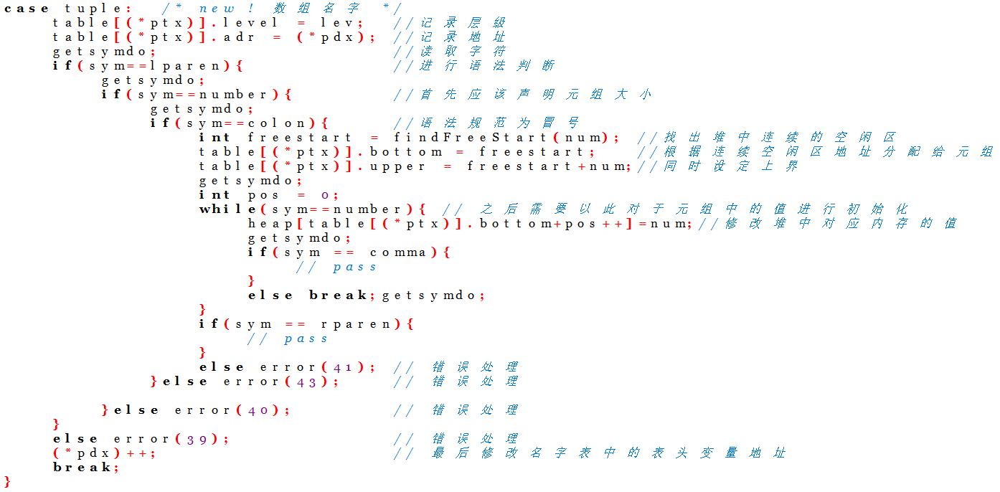 case tuple: /* new! 数组名字 */
table[(*ptx)].level = lev; //记录层级
table[(*ptx)].adr = (*pdx); //记录地址
getsymdo; //读取字符
if(sym==lparen){ //进行语法判断
getsymdo;
if(sym==number){ //首先应该声明元组大小
getsymdo;
if(sym==colon){ //语法规范为冒号
int freestart = findFreeStart(num); //找出堆中连续的空闲区
table[(*ptx)].bottom = freestart; //根据连续空闲区地址分配给元组
table[(*ptx)].upper = freestart+num; //同时设定上界
getsymdo;
int pos = 0;
while(sym==number){ // 之后需要以此对于元组中的值进行初始化
heap[table[(*ptx)].bottom+pos++]=num; //修改堆中对应内存的值
getsymdo;
if(sym == comma){
// pass
}
else break; getsymdo;
}
if(sym == rparen){
// pass
}
else error(41); // 错误处理
}else error(43); // 错误处理
}else error(40); // 错误处理
}
else error(39); // 错误处理
(*pdx)++; // 最后修改名字表中的表头变量地址
break;
}